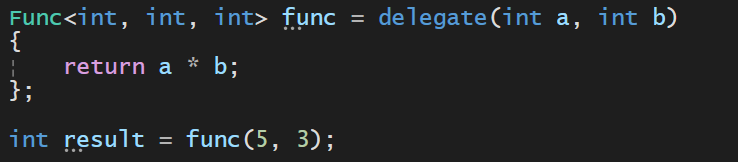 Func<int, int, int> func = delegate(int a, int b)
{
    return a * b;
};

int result = func(5, 3);